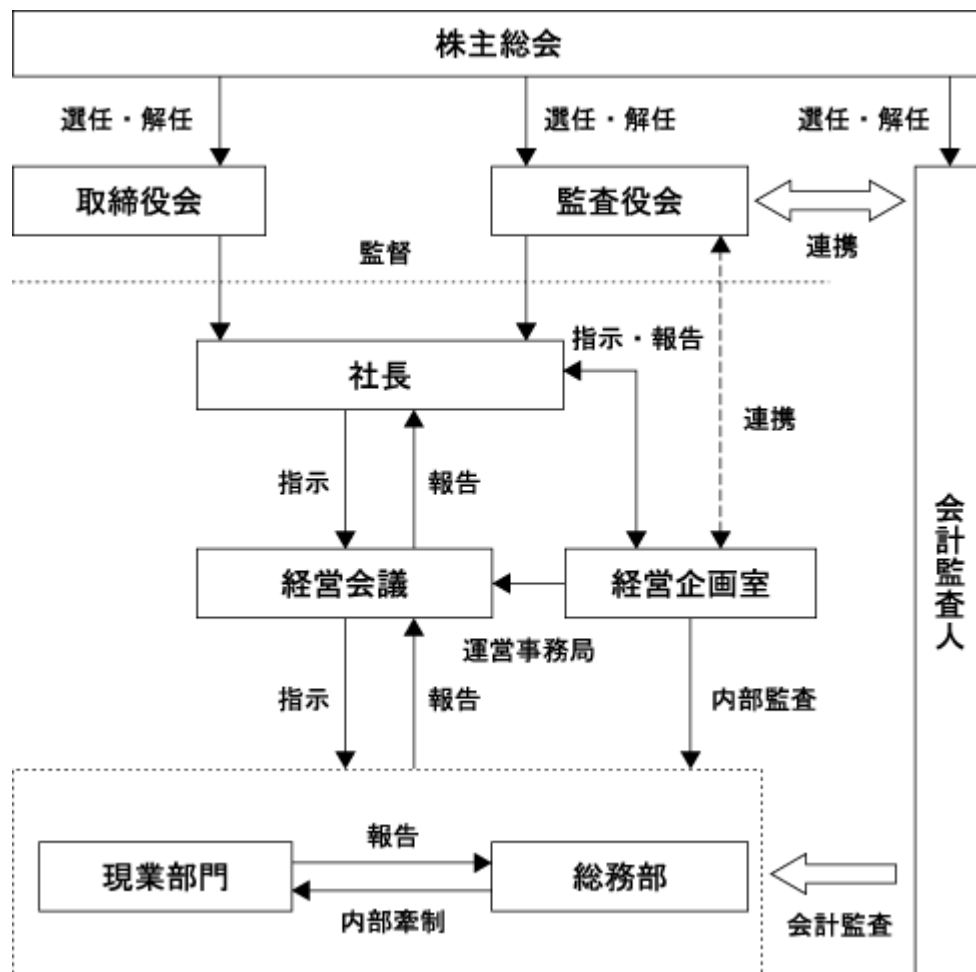 株主総会
選任・解任
選任・解任
選任・解任
取締役会
監査役会
連携
監督
指示・報告
社長
連携
指示
報告
会計監査人
経営会議
経営企画室
運営事務局
指示
報告
内部監査
報告
現業部門
総務部
内部牽制
会計監査